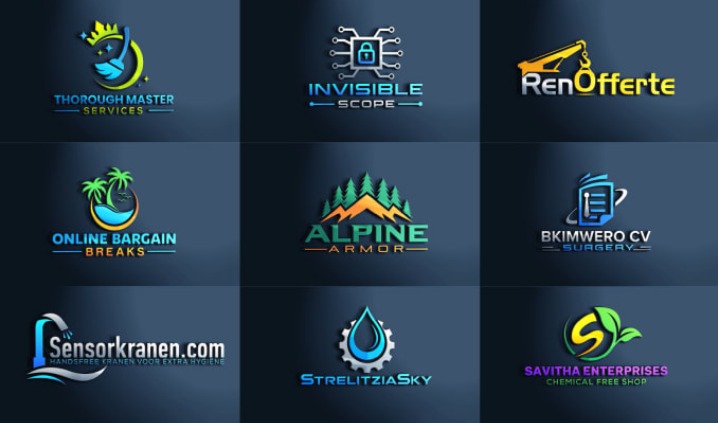 THOROUGH MASTER
SERVICES
INVISIBLE
SCOPE
RenOfferte
ONLINE BARGAIN
BREAKS
ALPINE
ARMOR
BKIMWERO CV
SURGERY
Sensorkranen.com
HANDSFREE KRANEN VOOR EXTRA HYGIENE
STRELITZIASKY
S
SAVITHA ENTERPRISES
CHEMICAL FREE SHOP